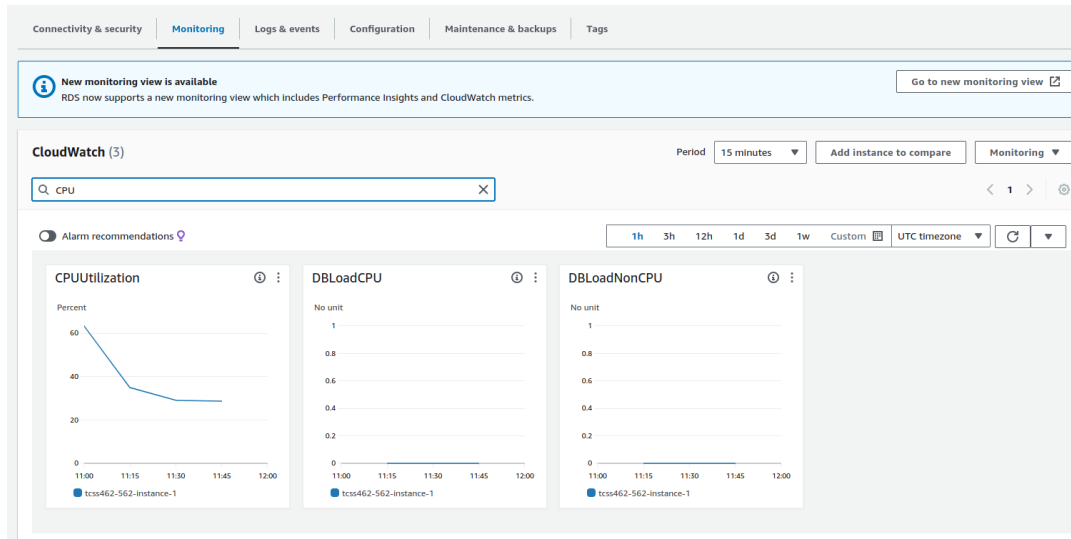 Connectivity & security Monitoring Logs & events Configuration Maintenance & backups Tags
New monitoring view is available
RDS now supports a new monitoring view which includes Performance Insights and CloudWatch metrics.
Go to new monitoring view
CloudWatch (3)
Period 15 minutes Add instance to compare Monitoring
CPU
1
Alarm recommendations
1h 3h 12h 1d 3d 1w Custom UTC timezone
CPUUtilization
Percent
60
40
20
0
11:00 11:15 11:30 11:45 12:00
tcss462-562-instance-1
DBLoadCPU
No unit
1
0.8
0.6
0.4
0.2
0
11:00 11:15 11:30 11:45 12:00
tcss462-562-instance-1
DBLoadNonCPU
No unit
1
0.8
0.6
0.4
0.2
0
11:00 11:15 11:30 11:45 12:00
tcss462-562-instance-1